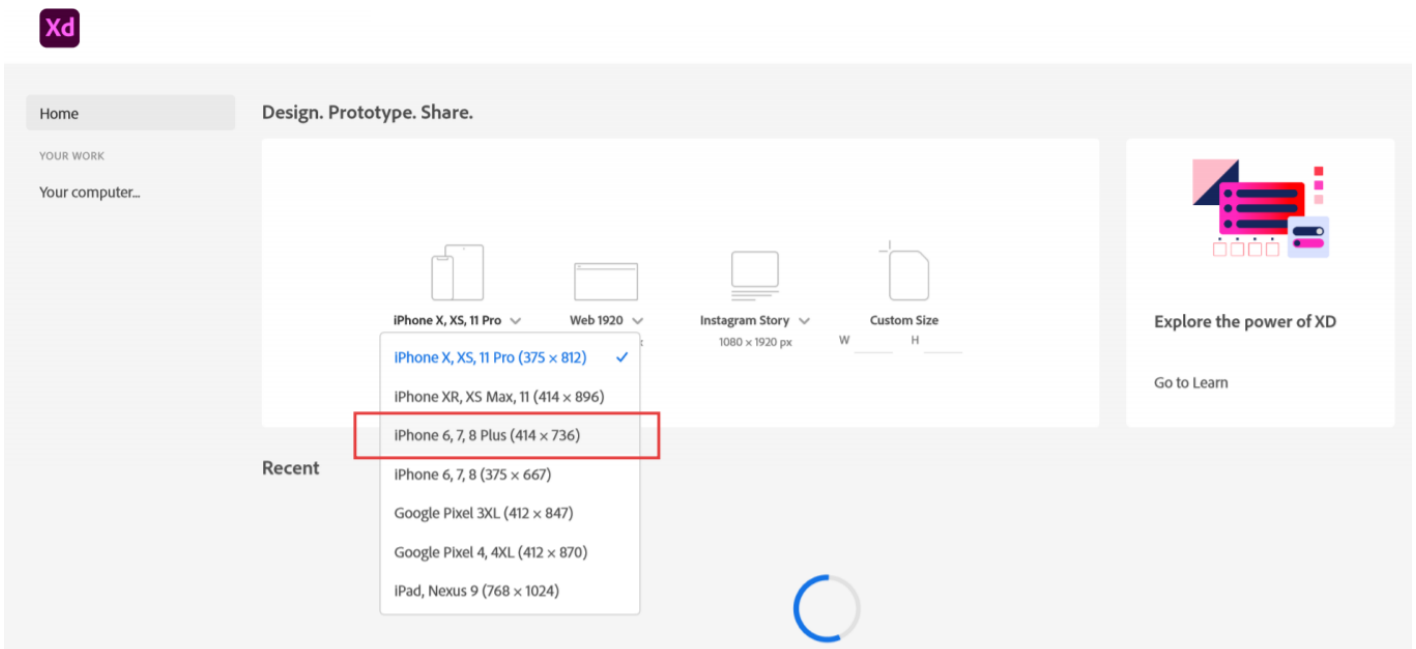 Xd
Home
YOUR WORK
Your computer...
Design. Prototype. Share.
iPhone X, XS, 11 Pro
Web 1920
Instagram Story
1080 × 1920 px
Custom Size
W
H
iPhone X, XS, 11 Pro (375 × 812)
iPhone XR, XS Max, 11 (414 × 896)
iPhone 6, 7, 8 Plus (414 × 736)
iPhone 6, 7, 8 (375 × 667)
Google Pixel 3XL (412 × 847)
Google Pixel 4, 4XL (412 × 870)
iPad, Nexus 9 (768 × 1024)
Recent
Explore the power of XD
Go to Learn